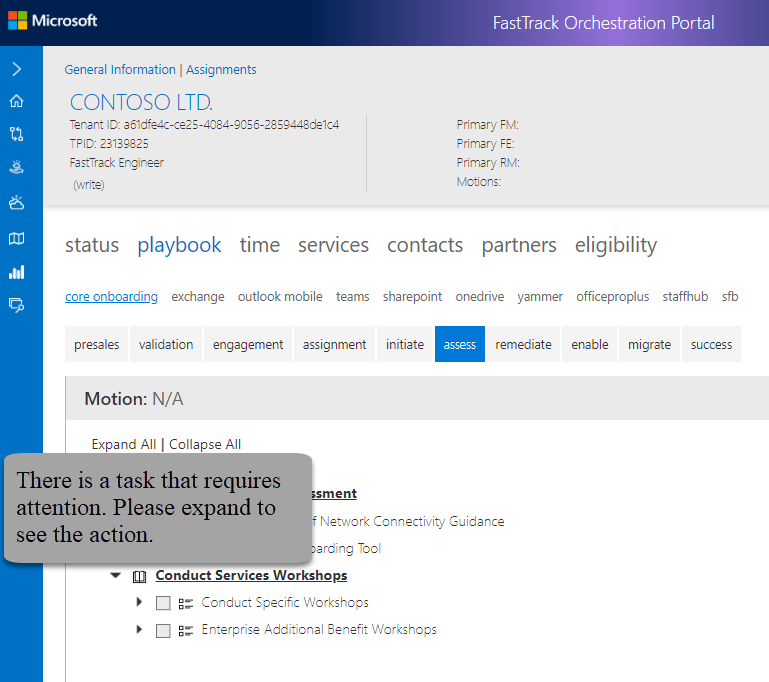 Microsoft
FastTrack Orchestration Portal
General Information | Assignments
CONTOSO LTD.
Tenant ID: a61dfe4c-ce25-4084-9056-2859448de1c4
TPID: 23139825
FastTrack Engineer
(write)
Primary FM:
Primary FE:
Primary RM:
Motions:
status playbook time services contacts partners eligibility
core onboarding exchange outlook mobile teams sharepoint onedrive yammer officeproplus staffhub sfb
presales validation engagement assignment initiate assess remediate enable migrate success
Motion: N/A
Expand All | Collapse All
There is a task that requires
attention. Please expand to
see the action.
ssment
f Network Connectivity Guidance
barding Tool
Conduct Services Workshops
Conduct Specific Workshops
Enterprise Additional Benefit Workshops